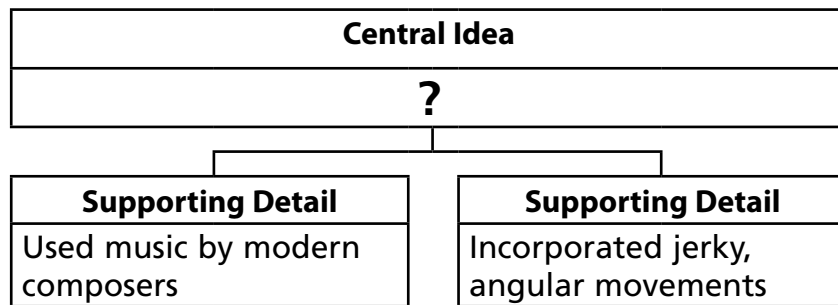 Central Idea
?
Supporting Detail
Used music by modern
composers
Supporting Detail
Incorporated jerky,
angular movements